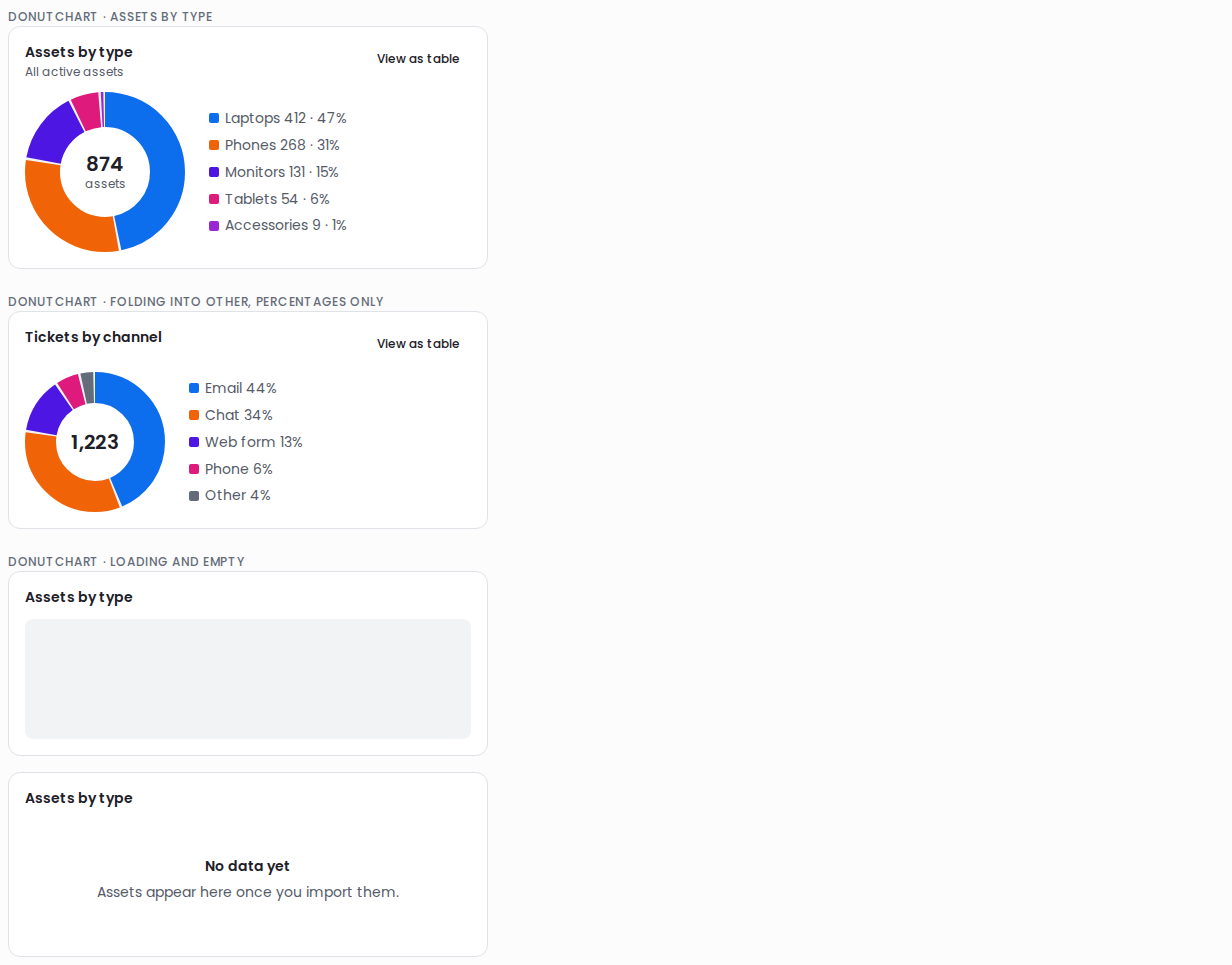 DONUTCHART · ASSETS BY TYPE
Assets by type
View as table
All active assets
874
assets
Laptops 412 · 47%
Phones 268 · 31%
Monitors 131 · 15%
Tablets 54 · 6%
Accessories 9 · 1%
DONUTCHART · FOLDING INTO OTHER, PERCENTAGES ONLY
Tickets by channel
View as table
1,223
Email 44%
Chat 34%
Web form 13%
Phone 6%
Other 4%
DONUTCHART · LOADING AND EMPTY
Assets by type
Assets by type
No data yet
Assets appear here once you import them.